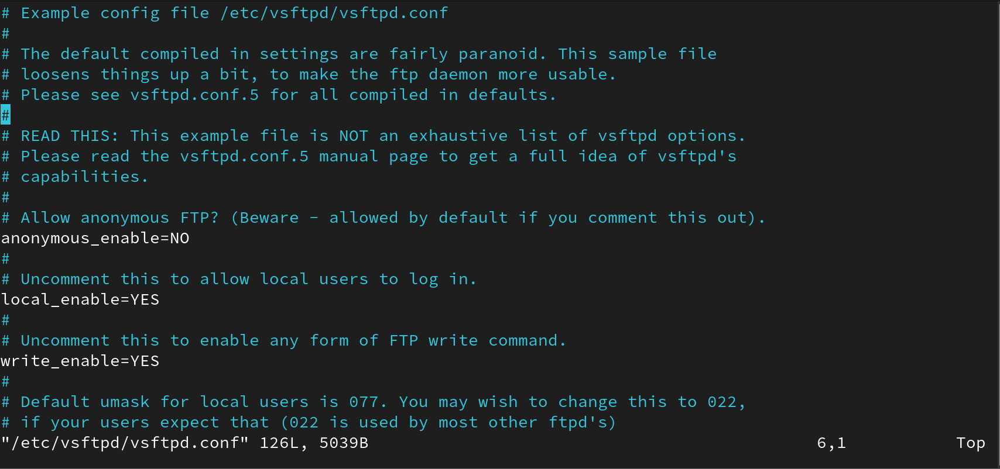 # Example config file /etc/vsftpd/vsftpd.conf
#
# The default compiled in settings are fairly paranoid. This sample file
# loosens things up a bit, to make the ftp daemon more usable.
# Please see vsftpd.conf.5 for all compiled in defaults.
#
# READ THIS: This example file is NOT an exhaustive list of vsftpd options.
# Please read the vsftpd.conf.5 manual page to get a full idea of vsftpd's
# capabilities.
#
# Allow anonymous FTP? (Beware - allowed by default if you comment this out).
anonymous_enable=NO
#
# Uncomment this to allow local users to log in.
local_enable=YES
#
# Uncomment this to enable any form of FTP write command.
write_enable=YES
#
# Default umask for local users is 077. You may wish to change this to 022,
# if your users expect that (022 is used by most other ftpd's)
"/etc/vsftpd/vsftpd.conf" 126L, 5039B 6,1 Top